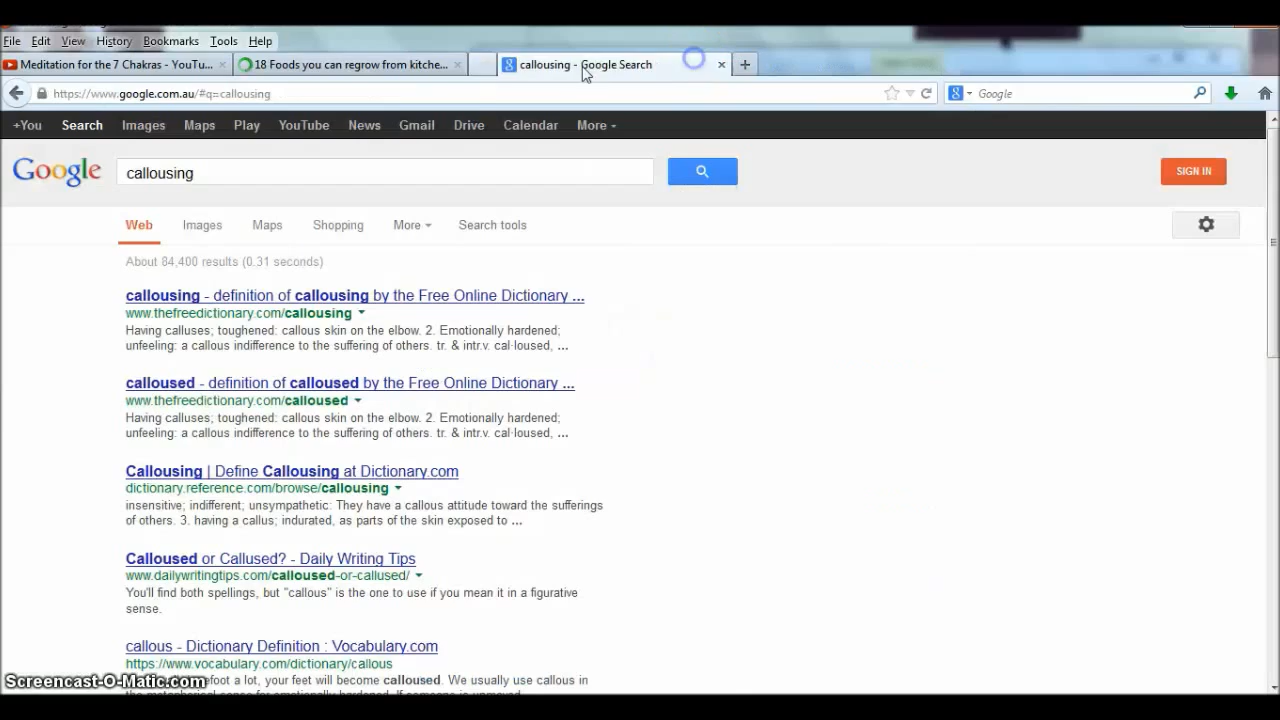 File Edit View History Bookmarks Tools Help
Meditation for the 7 Chakras - YouTu... × 18 Foods you can regrow from kitche... × callousing - Google Search × +
https://www.google.com.au/#q=callousing Google
+You Search Images Maps Play YouTube News Gmail Drive Calendar More
Google callousing SIGN IN
Web Images Maps Shopping More Search tools
About 84,400 results (0.31 seconds)
callousing - definition of callousing by the Free Online Dictionary ...
www.thefreedictionary.com/callousing
Having calluses; toughened: callous skin on the elbow. 2. Emotionally hardened;
unfeeling: a callous indifference to the suffering of others. tr. & intr.v. cal·loused, ...
calloused - definition of calloused by the Free Online Dictionary ...
www.thefreedictionary.com/calloused
Having calluses; toughened: callous skin on the elbow. 2. Emotionally hardened;
unfeeling: a callous indifference to the suffering of others. tr. & intr.v. cal·loused, ...
Callousing | Define Callousing at Dictionary.com
dictionary.reference.com/browse/callousing
insensitive; indifferent; unsympathetic: They have a callous attitude toward the sufferings
of others. 3. having a callus; indurated, as parts of the skin exposed to ...
Calloused or Callused? - Daily Writing Tips
www.dailywritingtips.com/calloused-or-callused/
You'll find both spellings, but "callous" is the one to use if you mean it in a figurative
sense.
callous - Dictionary Definition : Vocabulary.com
https://www.vocabulary.com/dictionary/callous
efoot a lot, your feet will become calloused. We usually use callous in
Screencast-O-Matic.com